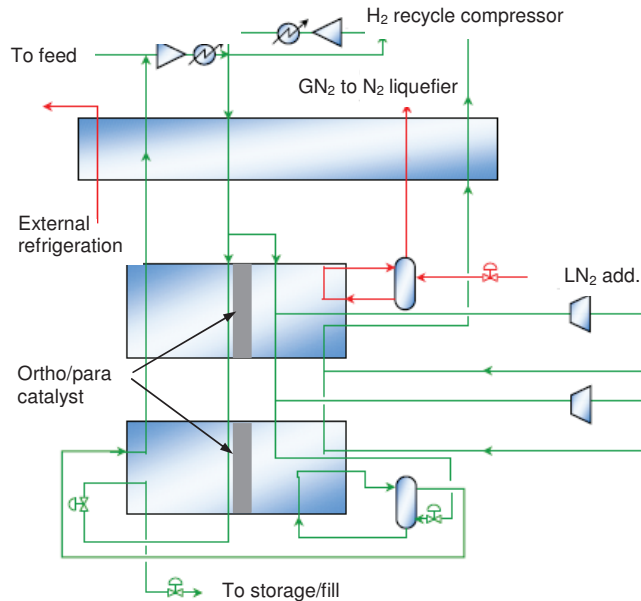 H₂ recycle compressor
To feed
GN₂ to N₂ liquefier
External
refrigeration
LN₂ add.
Ortho/para
catalyst
To storage/fill